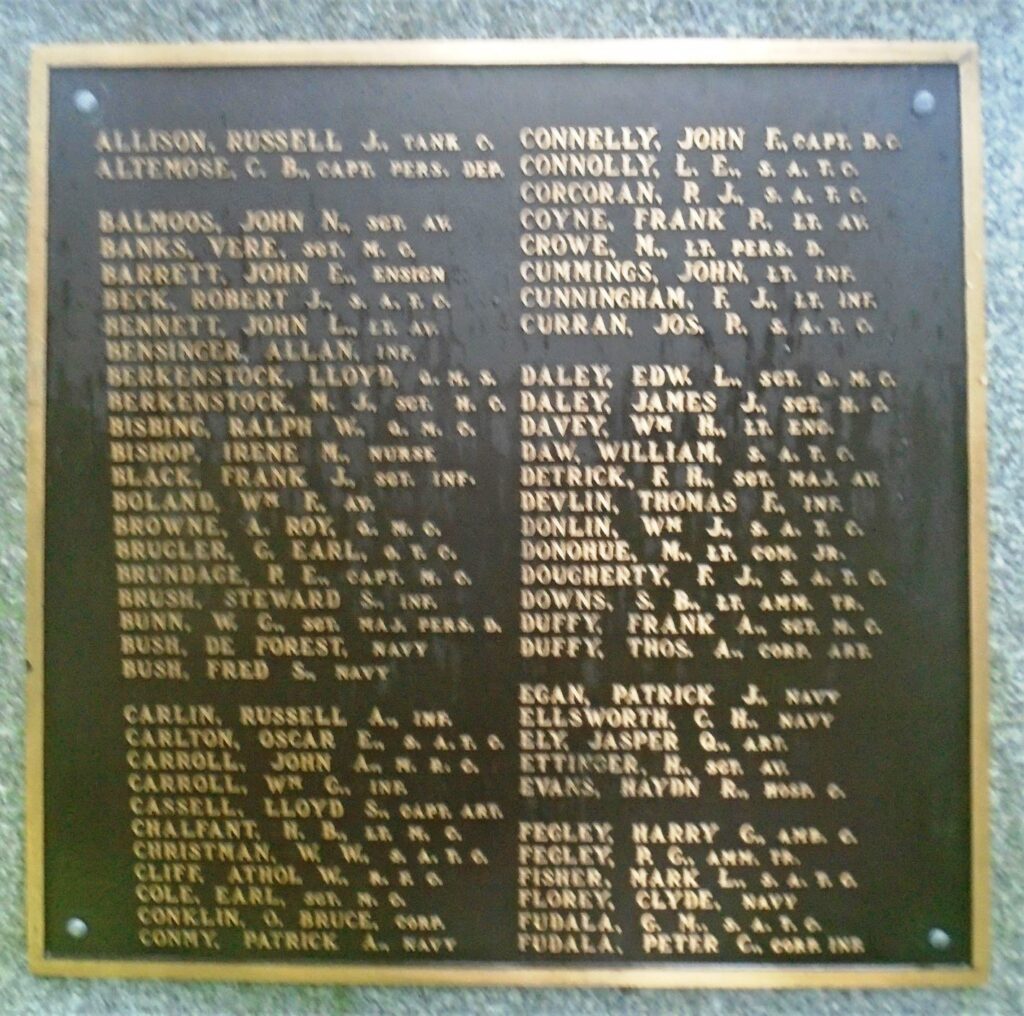 ALLISON, RUSSELL J., TANK C.
ALTEMOSE, C. B., CAPT. PERS. DEP.
BALMOOS, JOHN N., SGT. AV.
BANKS, VERE, SGT. M. C.
BARRETT, JOHN E., ENSIGN
BECK, ROBERT J., S. A. T. C.
BENNETT, JOHN L., LT. AV.
BENSINGER, ALLAN, INF.
BERKENSTOCK, LLOYD, Q. M. S.
BERKENSTOCK, M. J., SGT. H. C.
BISBING, RALPH W., Q. M. C.
BISHOP, IRENE M., NURSE
BLACK, FRANK J., SGT. INF.
BOLAND, WM F., AV.
BROWNE, A. ROY, Q. M. C.
BRUGLER, G. EARL, O. T. C.
BRUNDAGE, P. E., CAPT. M. C.
BRUSH, STEWARD S., INF.
BUNN, W. G., SGT. MAJ. PERS. D.
BUSH, DE FOREST, NAVY
BUSH, FRED S., NAVY
CARLIN, RUSSELL A., INF.
CARLTON, OSCAR E., S. A. T. C.
CARROLL, JOHN A., M. R. C.
CARROLL, WM G., INF.
CASSELL, LLOYD S., CAPT. ART.
CHALFANT, H. B., LT. M. C.
CHRISTMAN, W. W., S. A. T. C.
CLIFF, ATHOL W., R. F. C.
COLE, EARL, SGT. M. C.
CONKLIN, O. BRUCE, CORP.
CONMY, PATRICK A., NAVY
CONNELLY, JOHN F., CAPT. D. C.
CONNOLLY, L. E., S. A. T. C.
CORCORAN, P. J., S. A. T. C.
COYNE, FRANK P., LT. AV.
CROWE, M., LT. PERS. D.
CUMMINGS, JOHN, LT. INF.
CUNNINGHAM, F. J., LT. INF.
CURRAN, JOS. P., S. A. T. C.
DALEY, EDW. L., SGT. Q. M. C.
DALEY, JAMES J., SGT. H. C.
DAVEY, WM H., LT. ENG.
DAW, WILLIAM, S. A. T. C.
DETRICK, F. H., SGT. MAJ. AV.
DEVLIN, THOMAS F., INF.
DONLIN, WM J., S. A. T. C.
DONOHUE, M., LT. COM. JR.
DOUGHERTY, F. J., S. A. T. C.
DOWNS, S. B., LT. AMM. TR.
DUFFY, FRANK A., SGT. M. C.
DUFFY, THOS. A., CORP. ART.
EGAN, PATRICK J., NAVY
ELLSWORTH, C. H., NAVY
ELY, JASPER Q., ART.
ETTINGER, H., SGT. AV.
EVANS, HAYDN R., HOSP. C.
FEGLEY, HARRY G., AMB. C.
FEGLEY, P. G., AMM. TR.
FISHER, MARK L., S. A. T. C.
FLOREY, CLYDE, NAVY
FUDALA, G. M., S. A. T. C.
FUDALA, PETER C., CORP. INF.